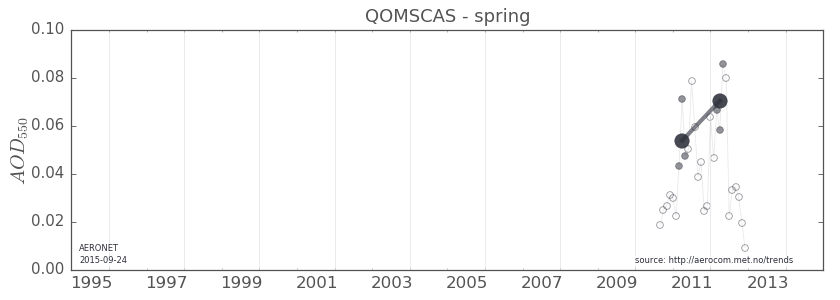 QOMSCAS - spring
0.10
0.08
0.06
0.04
0.02
0.00
AOD550
AERONET
2015-09-24
source: http://aerocom.met.no/trends
1995 1997 1999 2001 2003 2005 2007 2009 2011 2013